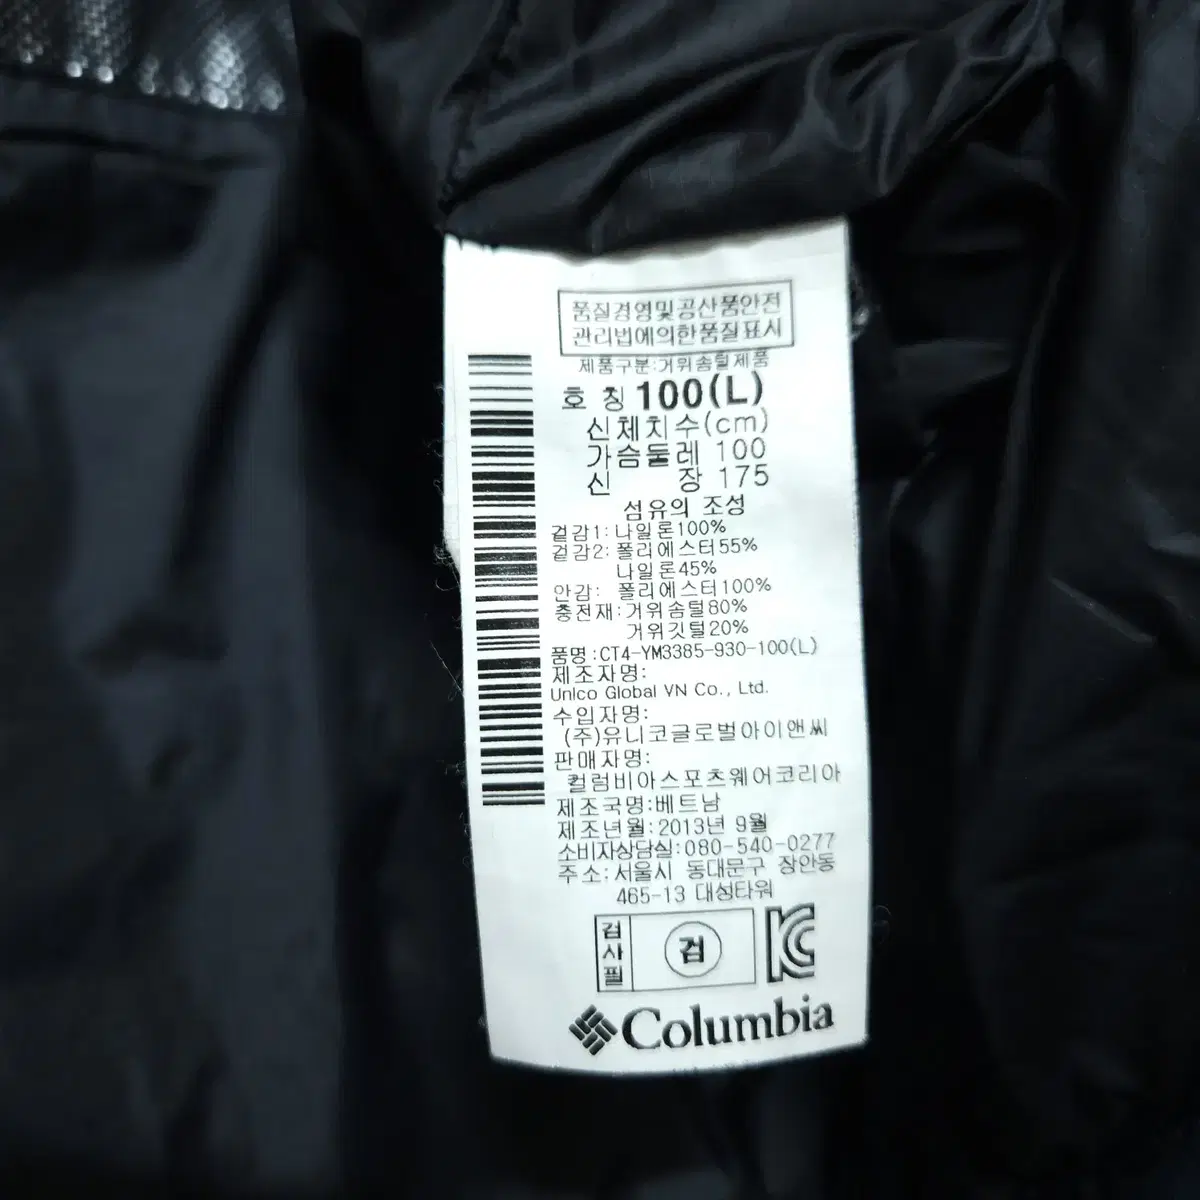 품질경영및공산품안전
관리법에의한품질표시
제품구분:거위솜털제품
호 칭 100(L)
신체치수(cm)
가슴둘레 100
신 장 175
섬유의 조성
겉감1: 나일론100%
겉감2: 폴리에스터55%
나일론45%
안감: 폴리에스터100%
충전재:거위솜털80%
거위깃털20%
품명:CT4-YM3385-930-100(L)
제조자명:
Unico Global VN Co., Ltd.
수입자명:
(주)유니코글로벌아이앤씨
판매자명:
컬럼비아스포츠웨어코리아
제조국명:베트남
제조년월:2013년 9월
소비자상담실:080-540-0277
주소:서울시 동대문구 장안동
465-13 대성타워
검사필 검 KC
Columbia